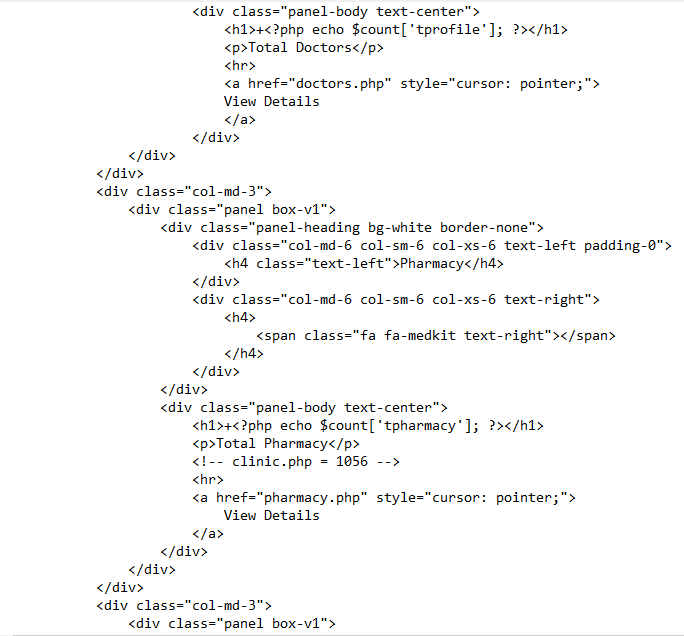 <div class="panel-body text-center">
<h1>+<?php echo $count['tprofile']; ?></h1>
<p>Total Doctors</p>
<hr>
<a href="doctors.php" style="cursor: pointer;">
View Details
</a>
</div>
</div>
</div>
<div class="col-md-3">
<div class="panel box-v1">
<div class="panel-heading bg-white border-none">
<div class="col-md-6 col-sm-6 col-xs-6 text-left padding-0">
<h4 class="text-left">Pharmacy</h4>
</div>
<div class="col-md-6 col-sm-6 col-xs-6 text-right">
<h4>
<span class="fa fa-medkit text-right"></span>
</h4>
</div>
</div>
<div class="panel-body text-center">
<h1>+<?php echo $count['tpharmacy']; ?></h1>
<p>Total Pharmacy</p>
<!-- clinic.php = 1056 -->
<hr>
<a href="pharmacy.php" style="cursor: pointer;">
View Details
</a>
</div>
</div>
</div>
<div class="col-md-3">
<div class="panel box-v1">